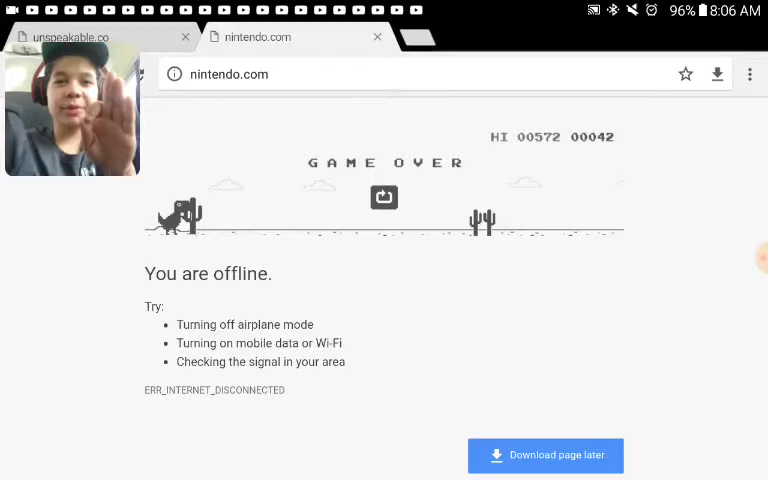 96% 8:06 AM
unspeakable.co
nintendo.com
nintendo.com
HI 00572 00042
GAME OVER
You are offline.
Try:
Turning off airplane mode
Turning on mobile data or Wi-Fi
Checking the signal in your area
ERR_INTERNET_DISCONNECTED
Download page later